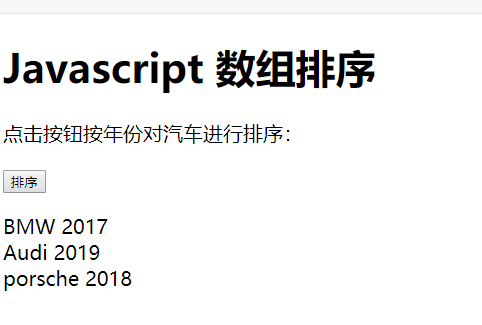 Javascript 数组排序
点击按钮按年份对汽车进行排序：
排序
BMW 2017
Audi 2019
porsche 2018